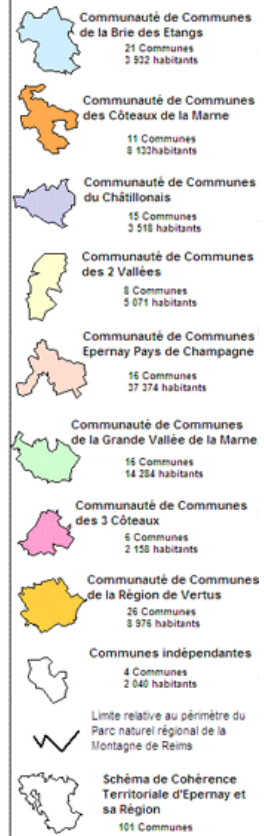 Communauté de Communes
de la Brie des Etangs
21 Communes
3 932 habitants
Communauté de Communes
des Côteaux de la Marne
11 Communes
8 133habitants
Communauté de Communes
du Châtillonais
15 Communes
3 518 habitants
Communauté de Communes
des 2 Vallées
8 Communes
5 071 habitants
Communauté de Communes
Epernay Pays de Champagne
16 Communes
37 374 habitants
Communauté de Communes
de la Grande Vallée de la Marne
16 Communes
14 284 habitants
Communauté de Communes
des 3 Côteaux
6 Communes
2 158 habitants
Communauté de Communes
de la Région de Vertus
26 Communes
8 976 habitants
Communes indépendantes
4 Communes
2 040 habitants
Limite relative au périmètre du
Parc naturel régional de la
Montagne de Reims
Schéma de Cohérence
Territoriale d'Epernay et
sa Région
101 Communes